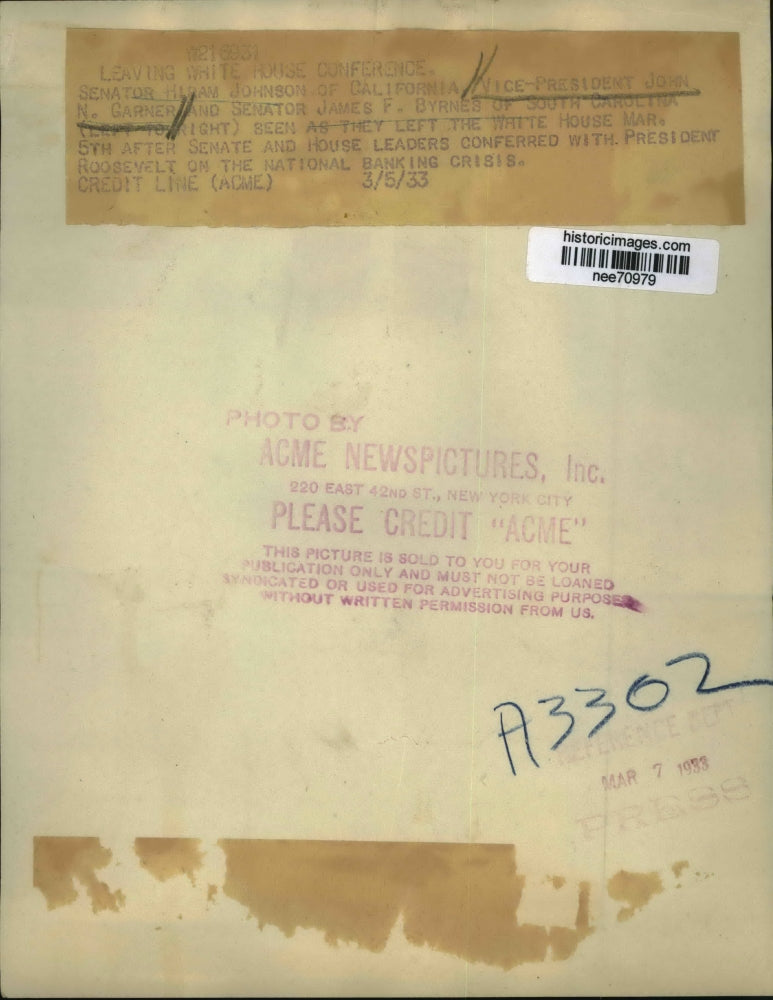 #216931
LEAVING WHITE HOUSE CONFERENCE.
SENATOR HIRAM JOHNSON OF CALIFORNIA, VICE-PRESIDENT JOHN
N. GARNER AND SENATOR JAMES F. BYRNES OF SOUTH CAROLINA
(LEFT TO RIGHT) SEEN AS THEY LEFT THE WHITE HOUSE MAR.
5TH AFTER SENATE AND HOUSE LEADERS CONFERRED WITH PRESIDENT
ROOSEVELT ON THE NATIONAL BANKING CRISIS.
CREDIT LINE (ACME) 3/5/33
historicimages.com
nee70979
PHOTO BY
ACME NEWSPICTURES, Inc.
220 EAST 42ND ST., NEW YORK CITY
PLEASE CREDIT "ACME"
THIS PICTURE IS SOLD TO YOU FOR YOUR
PUBLICATION ONLY AND MUST NOT BE LOANED
SYNDICATED OR USED FOR ADVERTISING PURPOSES
WITHOUT WRITTEN PERMISSION FROM US.
A3302
REFERENCE DEPT
MAR 7 1933
PRESS